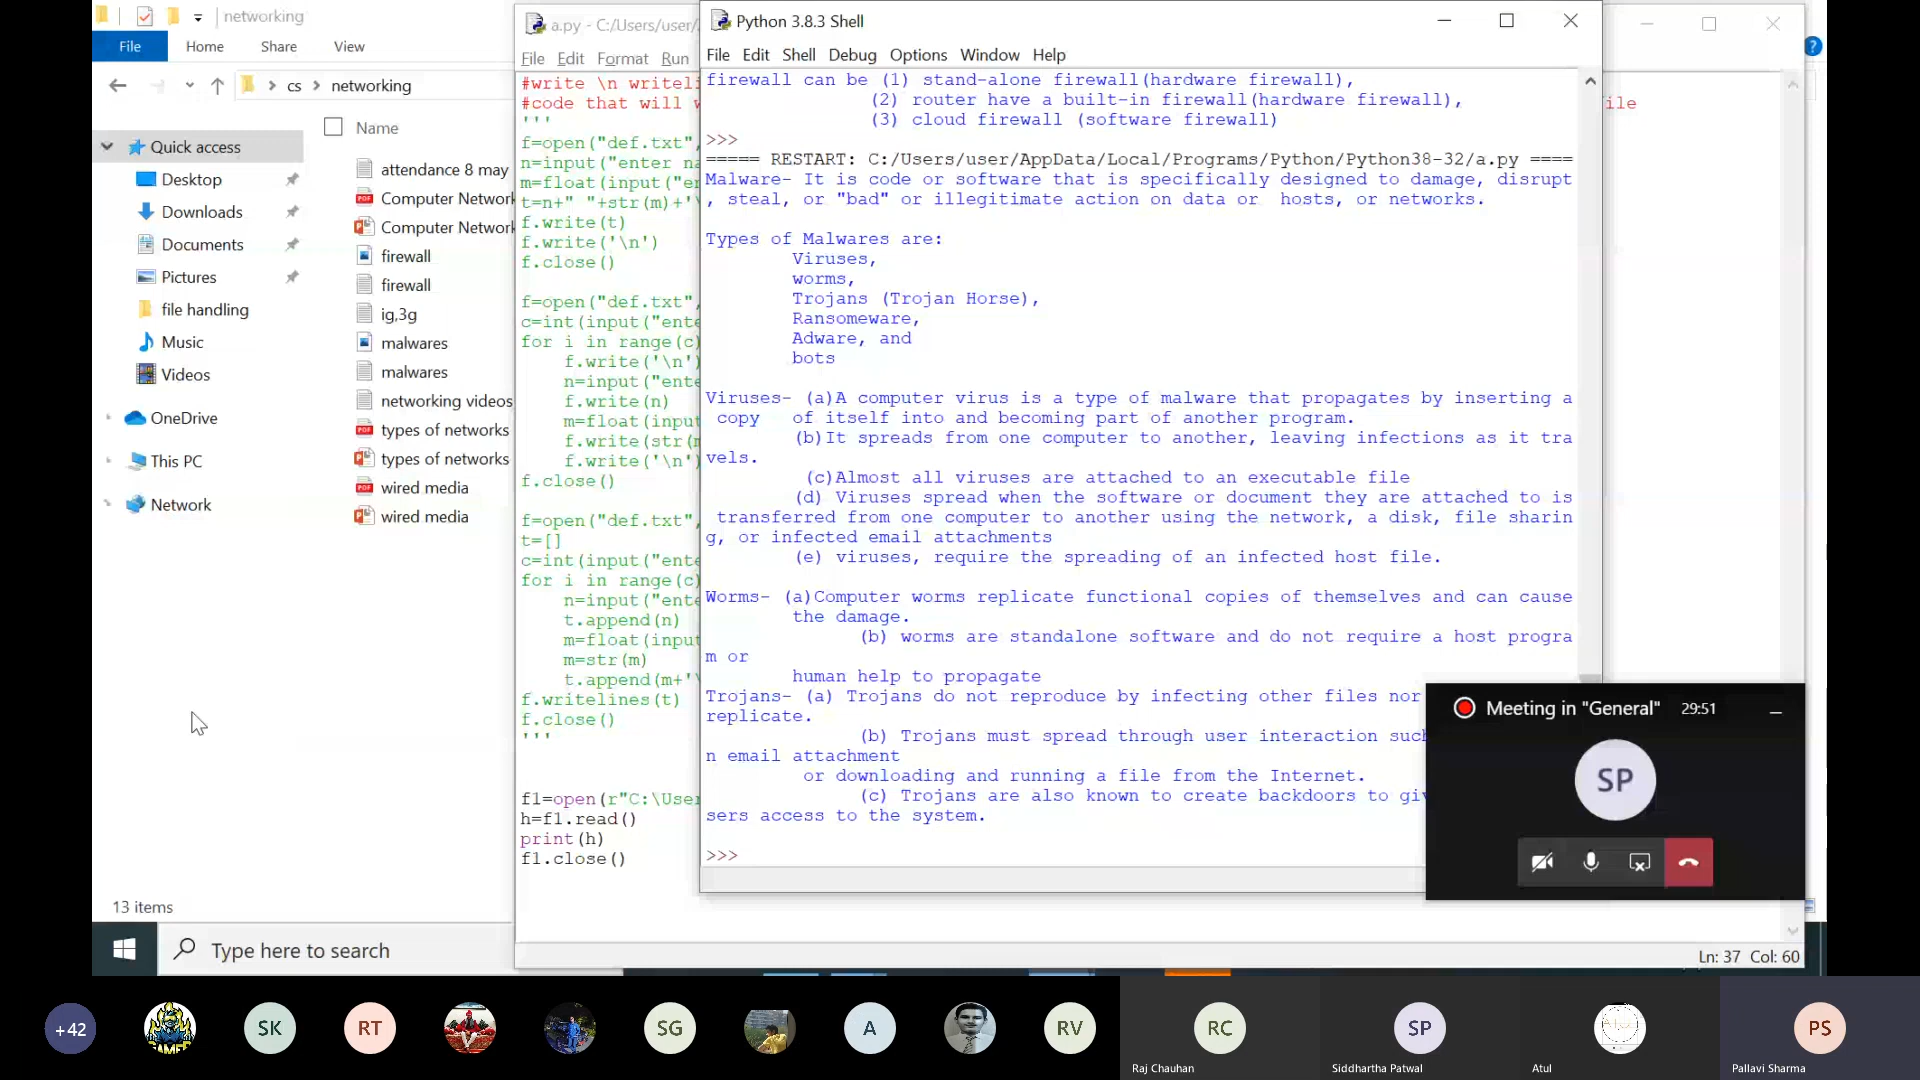 networking
File Home Share View
cs networking
Name
Quick access
Desktop
Downloads
Documents
Pictures
file handling
Music
Videos
OneDrive
This PC
Network
attendance 8 may
Computer Network
Computer Network
firewall
firewall
ig,3g
malwares
malwares
networking videos
types of networks
types of networks
wired media
wired media
13 items
Type here to search
a.py - C:/Users/user/
File Edit Format Run
#write \n writeli
#code that will w
'''
f=open("def.txt",
n=input("enter na
m=float(input("en
t=n+" "+str(m)+'\
f.write(t)
f.write('\n')
f.close()
f=open("def.txt",
c=int(input("ente
for i in range(c)
f.write('\n')
n=input("ente
f.write(n)
m=float(input
f.write(str(m
f.write('\n')
f.close()
f=open("def.txt",
t=[]
c=int(input("ente
for i in range(c)
n=input("ente
t.append(n)
m=float(input
m=str(m)
t.append(m+'\
f.writelines(t)
f.close()
'''
f1=open(r"C:\User
h=f1.read()
print(h)
f1.close()
ile
Ln: 37 Col: 60
Python 3.8.3 Shell
File Edit Shell Debug Options Window Help
firewall can be (1) stand-alone firewall(hardware firewall),
(2) router have a built-in firewall(hardware firewall),
(3) cloud firewall (software firewall)
>>>
===== RESTART: C:/Users/user/AppData/Local/Programs/Python/Python38-32/a.py ====
Malware- It is code or software that is specifically designed to damage, disrupt
, steal, or "bad" or illegitimate action on data or  hosts, or networks.
Types of Malwares are:
Viruses,
worms,
Trojans (Trojan Horse),
Ransomeware,
Adware, and
bots
Viruses- (a)A computer virus is a type of malware that propagates by inserting a
copy   of itself into and becoming part of another program.
(b)It spreads from one computer to another, leaving infections as it tra
vels.
(c)Almost all viruses are attached to an executable file
(d) Viruses spread when the software or document they are attached to is
transferred from one computer to another using the network, a disk, file sharin
g, or infected email attachments
(e) viruses, require the spreading of an infected host file.
Worms- (a)Computer worms replicate functional copies of themselves and can cause
the damage.
(b) worms are standalone software and do not require a host progra
m or
human help to propagate
Trojans- (a) Trojans do not reproduce by infecting other files nor
replicate.
(b) Trojans must spread through user interaction such
n email attachment
or downloading and running a file from the Internet.
(c) Trojans are also known to create backdoors to giv
sers access to the system.
>>>
Meeting in "General" 29:51
SP
+42 SK RT SG A RV RC SP PS
Raj Chauhan Siddhartha Patwal Atul Pallavi Sharma